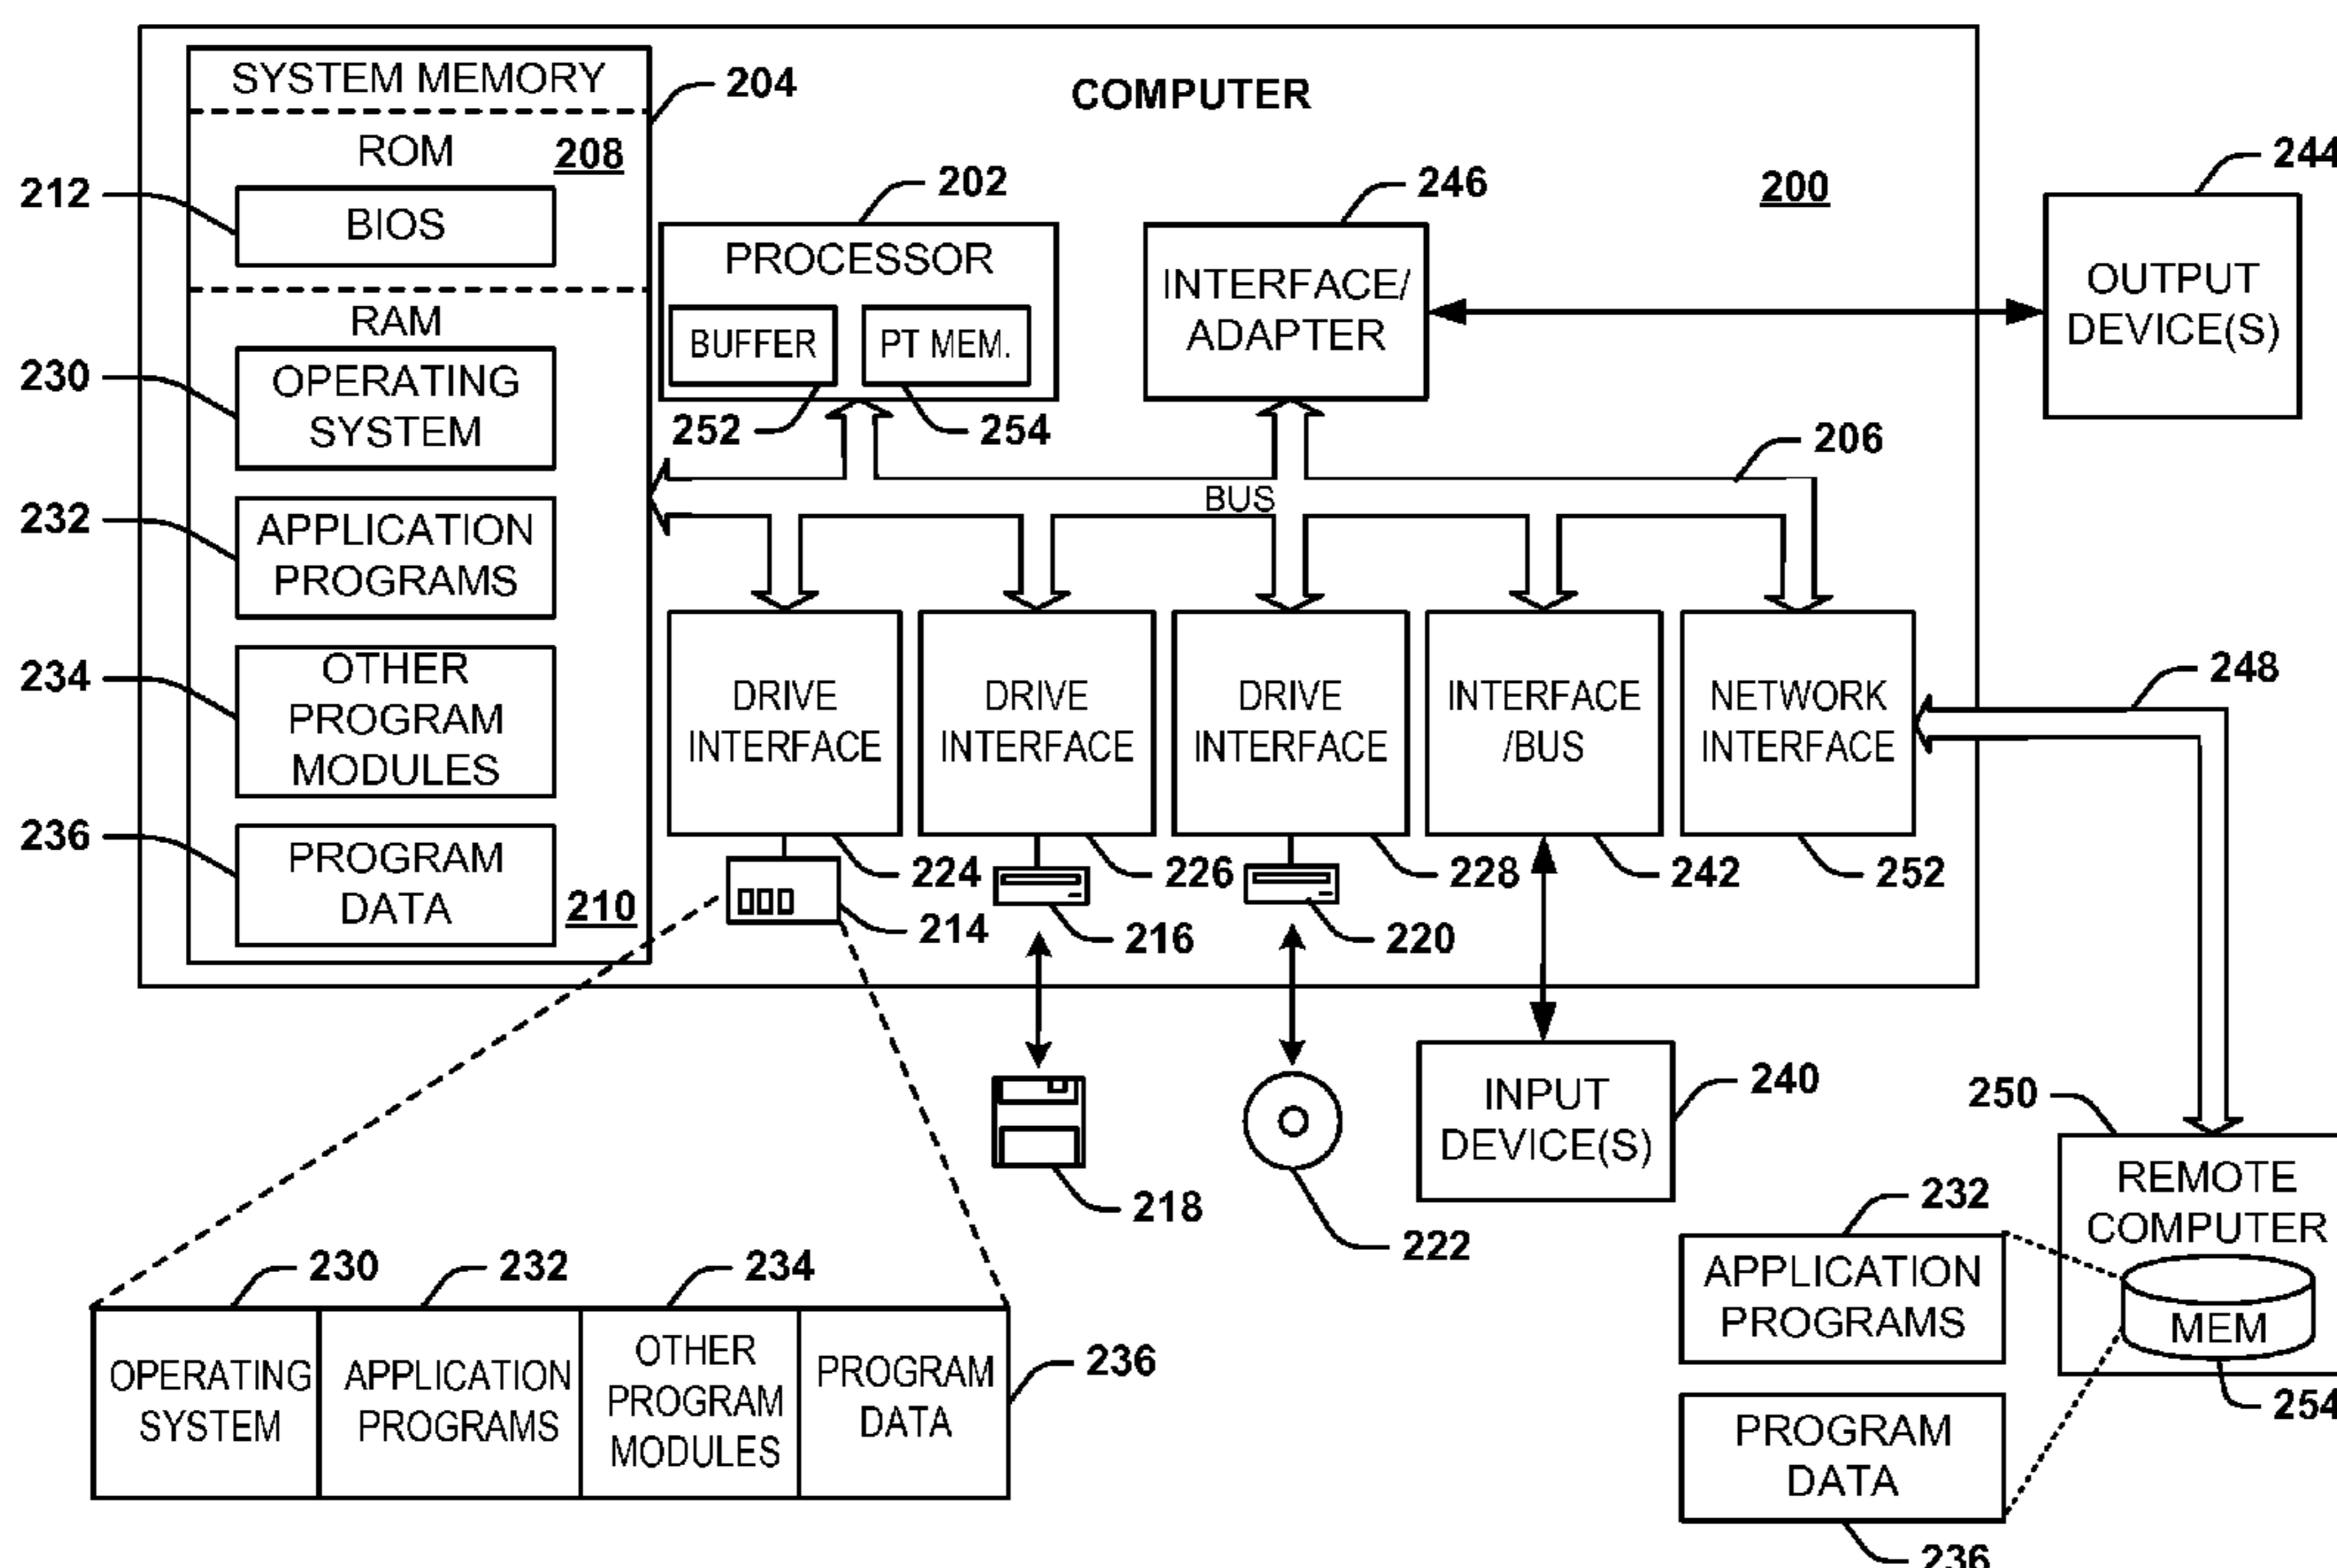 SYSTEM MEMORY
204
COMPUTER
ROM
208
212
BIOS
202
246
200
244
PROCESSOR
BUFFER
PT MEM.
252
254
INTERFACE/
ADAPTER
OUTPUT
DEVICE(S)
RAM
230
OPERATING
SYSTEM
206
BUS
232
APPLICATION
PROGRAMS
234
OTHER
PROGRAM
MODULES
236
PROGRAM
DATA
210
DRIVE
INTERFACE
DRIVE
INTERFACE
DRIVE
INTERFACE
INTERFACE
/BUS
NETWORK
INTERFACE
248
224
226
228
242
252
214
216
220
218
222
INPUT
DEVICE(S)
240
250
REMOTE
COMPUTER
MEM
254
232
APPLICATION
PROGRAMS
PROGRAM
DATA
236
230
232
234
OPERATING
SYSTEM
APPLICATION
PROGRAMS
OTHER
PROGRAM
MODULES
PROGRAM
DATA
236